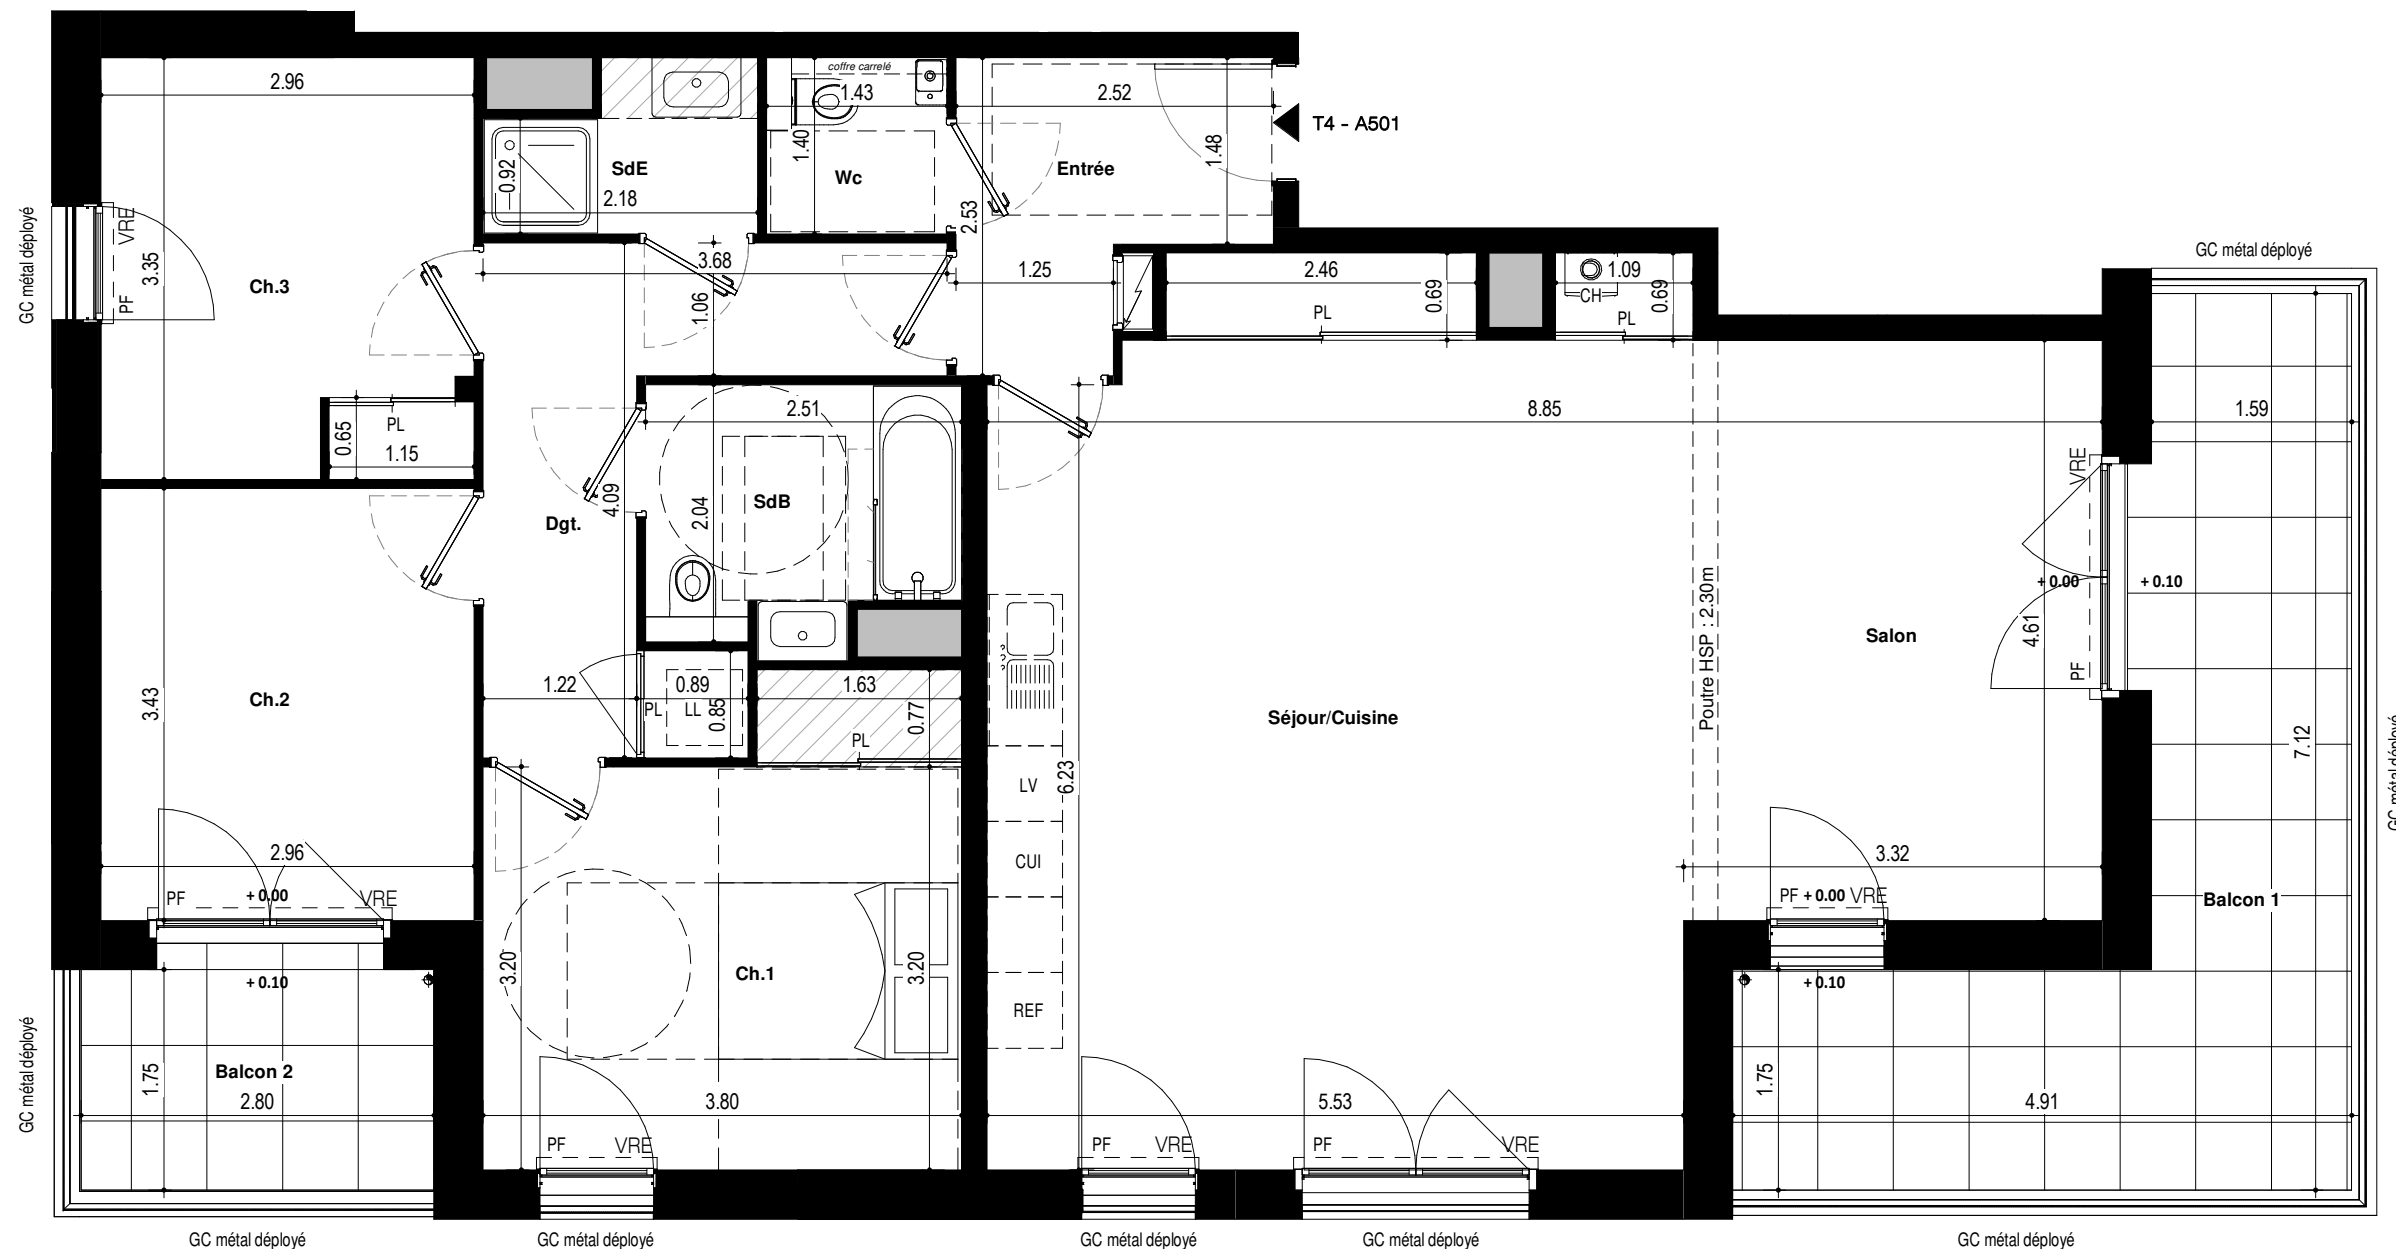 2.96
coffre carrelé
1.43
2.52
T4 - A501
1.40
1.48
0.92
SdE
2.18
Wc
Entrée
2.53
GC métal déployé
VRE
PF
3.35
Ch.3
3.68
1.06
1.25
2.46
0.69
PL
CH
1.09
0.69
PL
GC métal déployé
0.65
PL
1.15
2.51
8.85
1.59
4.09
Dgt.
2.04
SdB
VRE
+ 0.00
+ 0.10
4.61
PF
Salon
Poutre HSP : 2.30m
3.43
Ch.2
1.22
PL
0.89
LL
0.85
1.63
0.77
PL
Séjour/Cuisine
7.12
GC métal déployé
LV
6.23
CUI
REF
2.96
PF
+ 0.00
VRE
3.32
PF
+ 0.00
VRE
Balcon 1
+ 0.10
+ 0.10
3.20
Ch.1
3.20
GC métal déployé
1.75
Balcon 2
2.80
3.80
5.53
1.75
4.91
PF
VRE
PF
VRE
PF
VRE
GC métal déployé
GC métal déployé
GC métal déployé
GC métal déployé
GC métal déployé